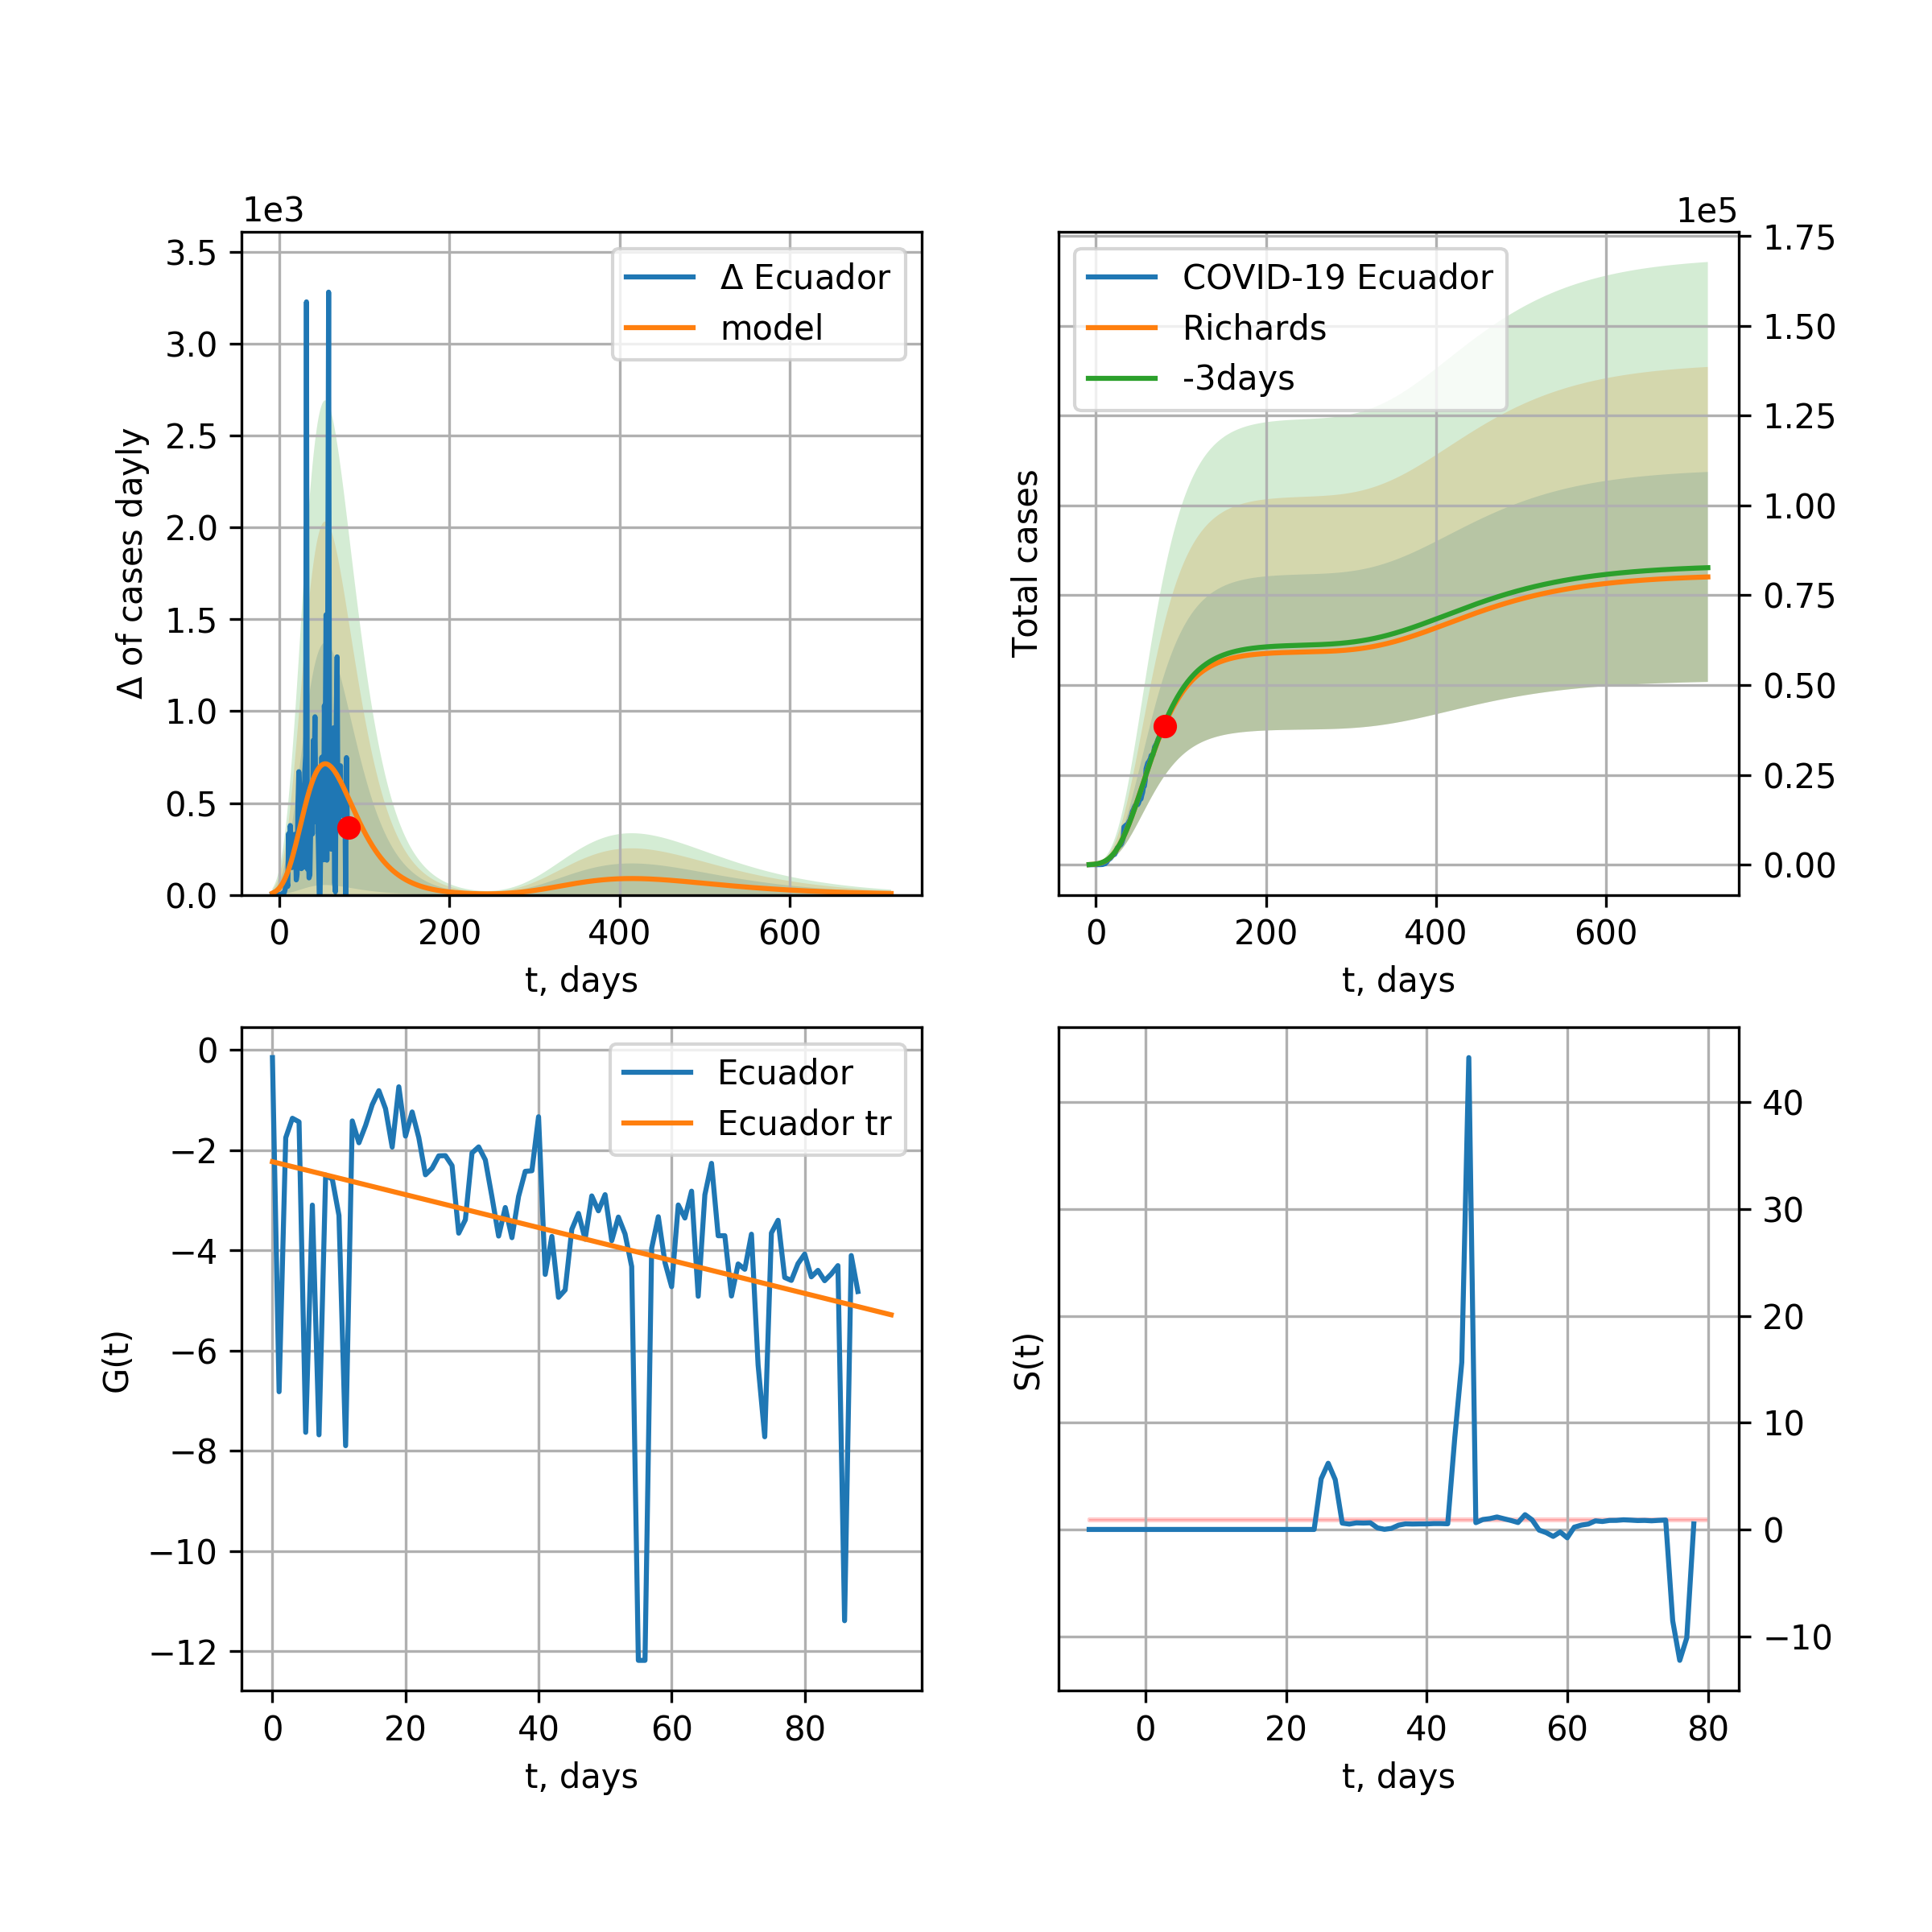 1e3
3.5
3.0
2.5
2.0
1.5
1.0
0.5
0.0
Δ of cases dayly
Δ Ecuador
model
0 200 400 600
t, days
1e5
1.75
1.50
1.25
1.00
0.75
0.50
0.25
0.00
Total cases
COVID-19 Ecuador
Richards
-3days
0 200 400 600
t, days
0
−2
−4
−6
−8
−10
−12
G(t)
Ecuador
Ecuador tr
0 20 40 60 80
t, days
40
30
20
10
0
−10
S(t)
0 20 40 60 80
t, days